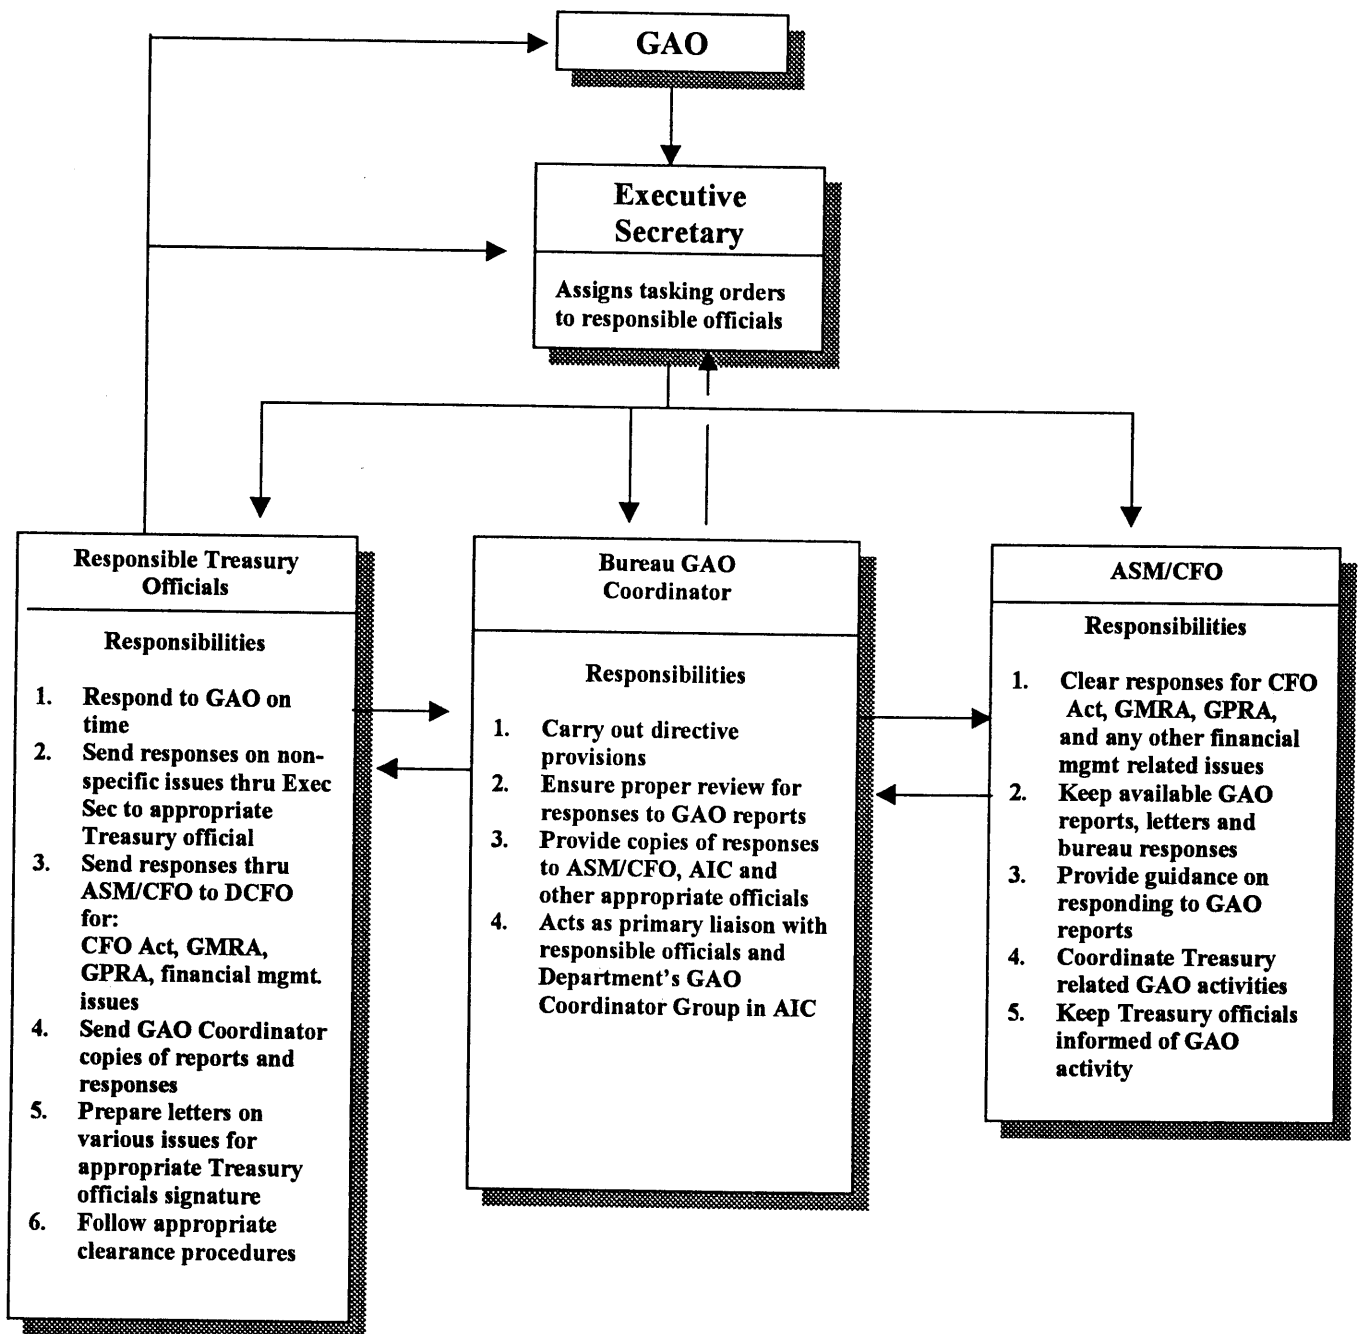 GAO
Executive
Secretary
Assigns tasking orders
to responsible officials
Responsible Treasury
Officials
Responsibilities
1. Respond to GAO on
time
2. Send responses on non-
specific issues thru Exec
Sec to appropriate
Treasury official
3. Send responses thru
ASM/CFO to DCFO
for:
CFO Act, GMRA,
GPRA, financial mgmt.
issues
4. Send GAO Coordinator
copies of reports and
responses
5. Prepare letters on
various issues for
appropriate Treasury
officials signature
6. Follow appropriate
clearance procedures
Bureau GAO
Coordinator
Responsibilities
1. Carry out directive
provisions
2. Ensure proper review for
responses to GAO reports
3. Provide copies of responses
to ASM/CFO, AIC and
other appropriate officials
4. Acts as primary liaison with
responsible officials and
Department's GAO
Coordinator Group in AIC
ASM/CFO
Responsibilities
1. Clear responses for CFO
Act, GMRA, GPRA,
and any other financial
mgmt related issues
2. Keep available GAO
reports, letters and
bureau responses
3. Provide guidance on
responding to GAO
reports
4. Coordinate Treasury
related GAO activities
5. Keep Treasury officials
informed of GAO
activity